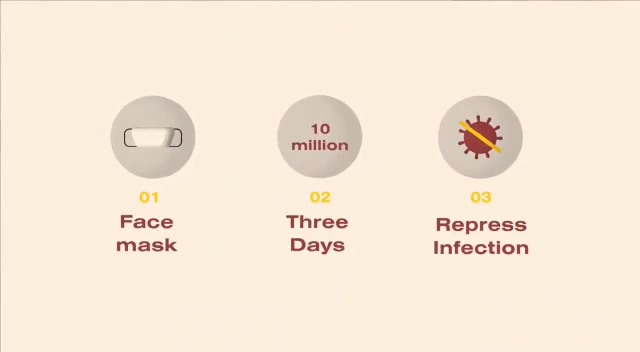 10
million
01
Face
mask
02
Three
Days
03
Repress
Infection